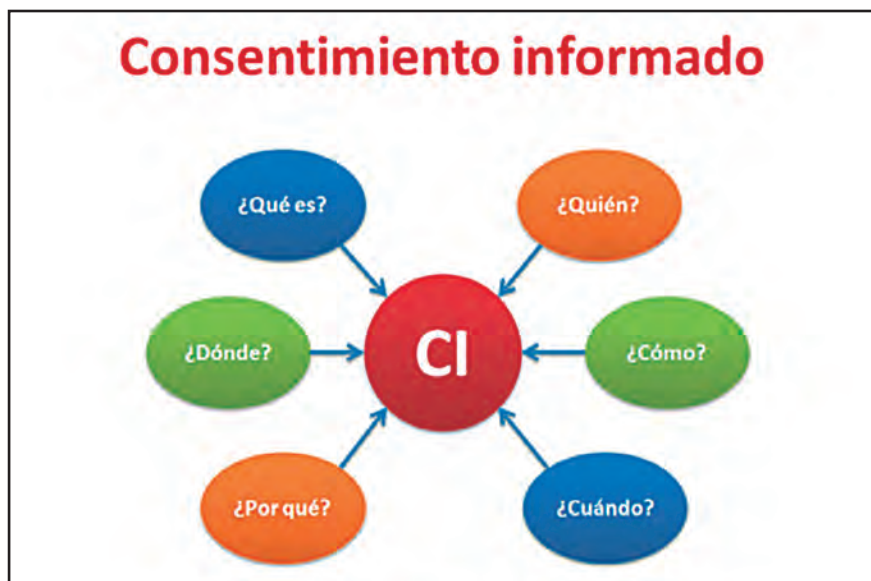 Consentimiento informado
¿Qué es?
¿Quién?
¿Dónde?
CI
¿Cómo?
¿Por qué?
¿Cuándo?